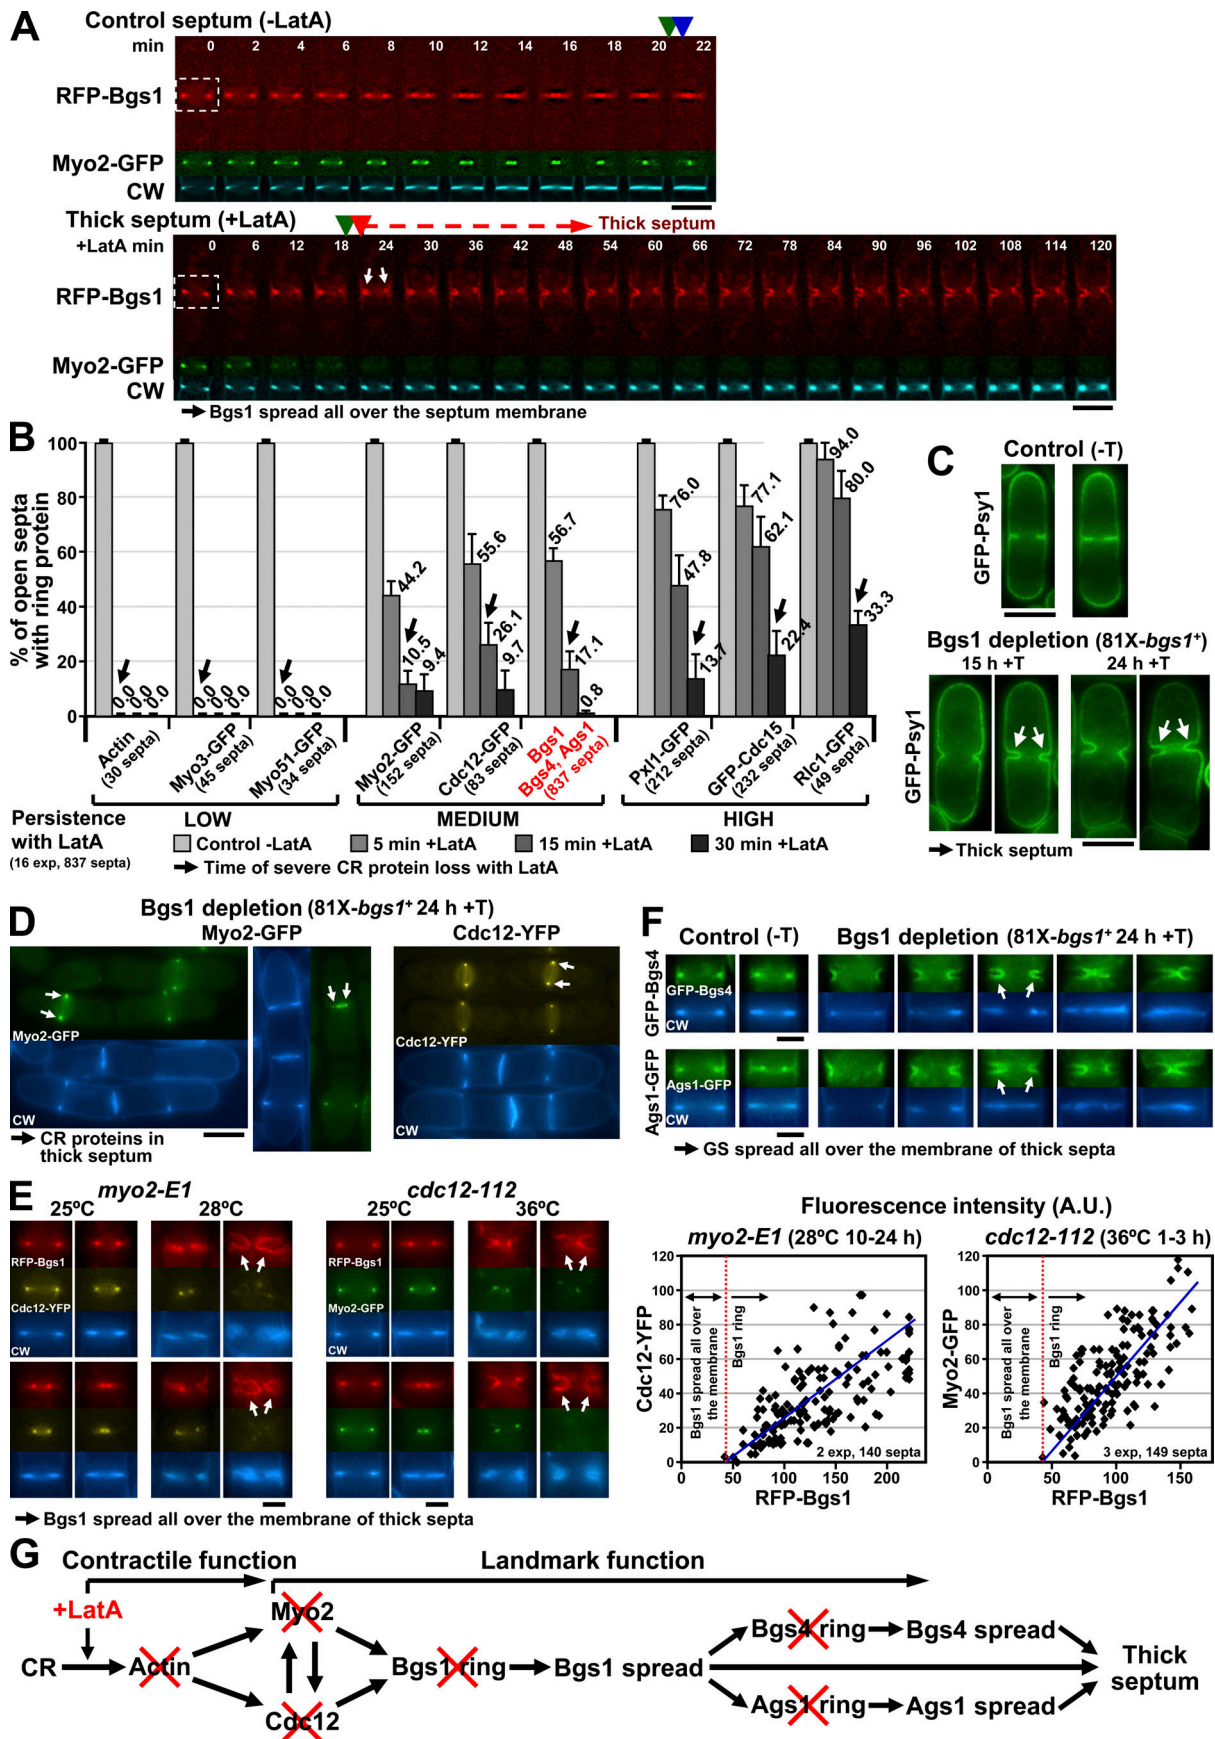 A
Control septum (-LatA)
min 0 2 4 6 8 10 12 14 16 18 20 22
RFP-Bgs1
Myo2-GFP
CW
Thick septum (+LatA)
Thick septum
+LatA min 0 6 12 18 24 30 36 42 48 54 60 66 72 78 84 90 96 102 108 114 120
RFP-Bgs1
Myo2-GFP
CW
Bgs1 spread all over the septum membrane
B
% of open septa
with ring protein
100
80
60
40
20
0
0.0 0.0 0.0
0.0 0.0 0.0
0.0 0.0 0.0
44.2 10.5 9.4
55.6 26.1 9.7
56.7 17.1 0.8
76.0 47.8 13.7
77.1 62.1 22.4
94.0 80.0 33.3
Actin
(30 septa)
Myo3-GFP
(45 septa)
Myo51-GFP
(34 septa)
Myo2-GFP
(152 septa)
Cdc12-GFP
(83 septa)
Bgs1
Bgs4, Ags1
(837 septa)
Pxl1-GFP
(212 septa)
GFP-Cdc15
(232 septa)
Rlc1-GFP
(49 septa)
Persistence
with LatA
(16 exp, 837 septa)
LOW MEDIUM HIGH
Control -LatA 5 min +LatA 15 min +LatA 30 min +LatA
Time of severe CR protein loss with LatA
C
Control (-T)
GFP-Psy1
Bgs1 depletion (81X-bgs1+)
15 h +T 24 h +T
GFP-Psy1
Thick septum
D
Bgs1 depletion (81X-bgs1+ 24 h +T)
Myo2-GFP Cdc12-YFP
Myo2-GFP
CW
Cdc12-YFP
CW
CR proteins in
thick septum
F
Control (-T) Bgs1 depletion (81X-bgs1+ 24 h +T)
GFP-Bgs4
GFP-Bgs4
CW
Ags1-GFP
Ags1-GFP
CW
GS spread all over the membrane of thick septa
E
myo2-E1 cdc12-112
25ºC 28ºC 25ºC 36ºC
RFP-Bgs1
Cdc12-YFP
CW
RFP-Bgs1
Myo2-GFP
CW
Bgs1 spread all over the membrane of thick septa
Fluorescence intensity (A.U.)
myo2-E1 (28ºC 10-24 h)
Cdc12-YFP
120
100
80
60
40
20
0
Bgs1 spread all over
the membrane
Bgs1 ring
2 exp, 140 septa
0 50 100 150 200
RFP-Bgs1
cdc12-112 (36ºC 1-3 h)
Myo2-GFP
120
100
80
60
40
20
0
Bgs1 spread all over
the membrane
Bgs1 ring
3 exp, 149 septa
0 50 100 150
RFP-Bgs1
G
Contractile function Landmark function
+LatA
CR
Actin
Myo2
Cdc12
Bgs1 ring
Bgs1 spread
Bgs4 ring
Bgs4 spread
Ags1 ring
Ags1 spread
Thick
septum